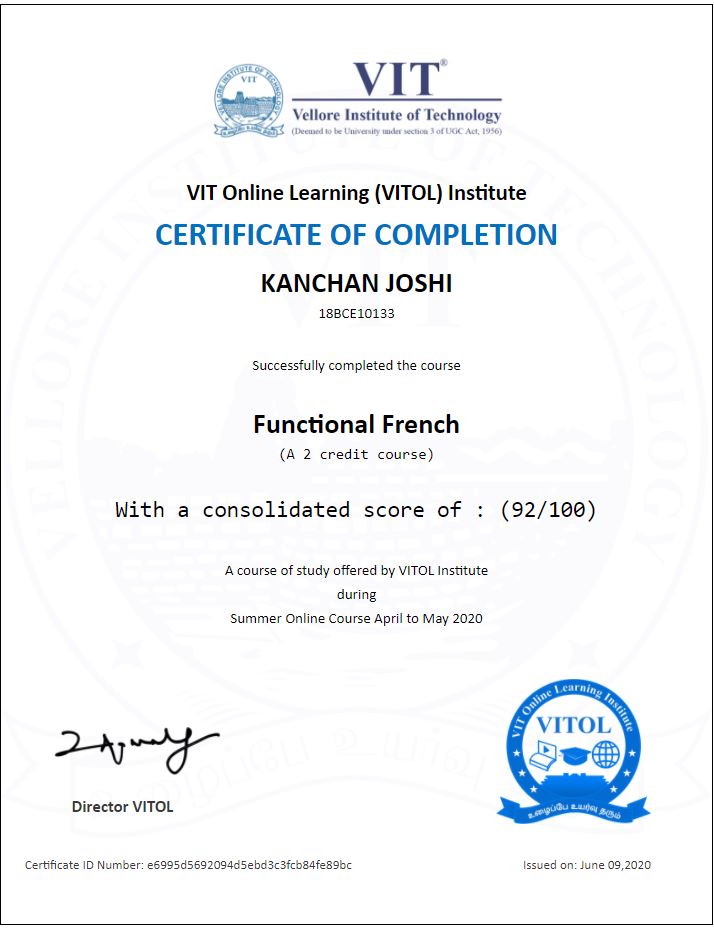 VELLORE INSTITUTE OF TECHNOLOGY
VIT
VIT®
Vellore Institute of Technology
(Deemed to be University under section 3 of UGC Act, 1956)
VIT Online Learning (VITOL) Institute
CERTIFICATE OF COMPLETION
KANCHAN JOSHI
18BCE10133
Successfully completed the course
Functional French
(A 2 credit course)
With a consolidated score of : (92/100)
A course of study offered by VITOL Institute
during
Summer Online Course April to May 2020
Director VITOL
VIT Online Learning Institute
VITOL
உழைப்பே உயர்வு தரும்
Certificate ID Number: e6995d5692094d5ebd3c3fcb84fe89bc
Issued on: June 09,2020